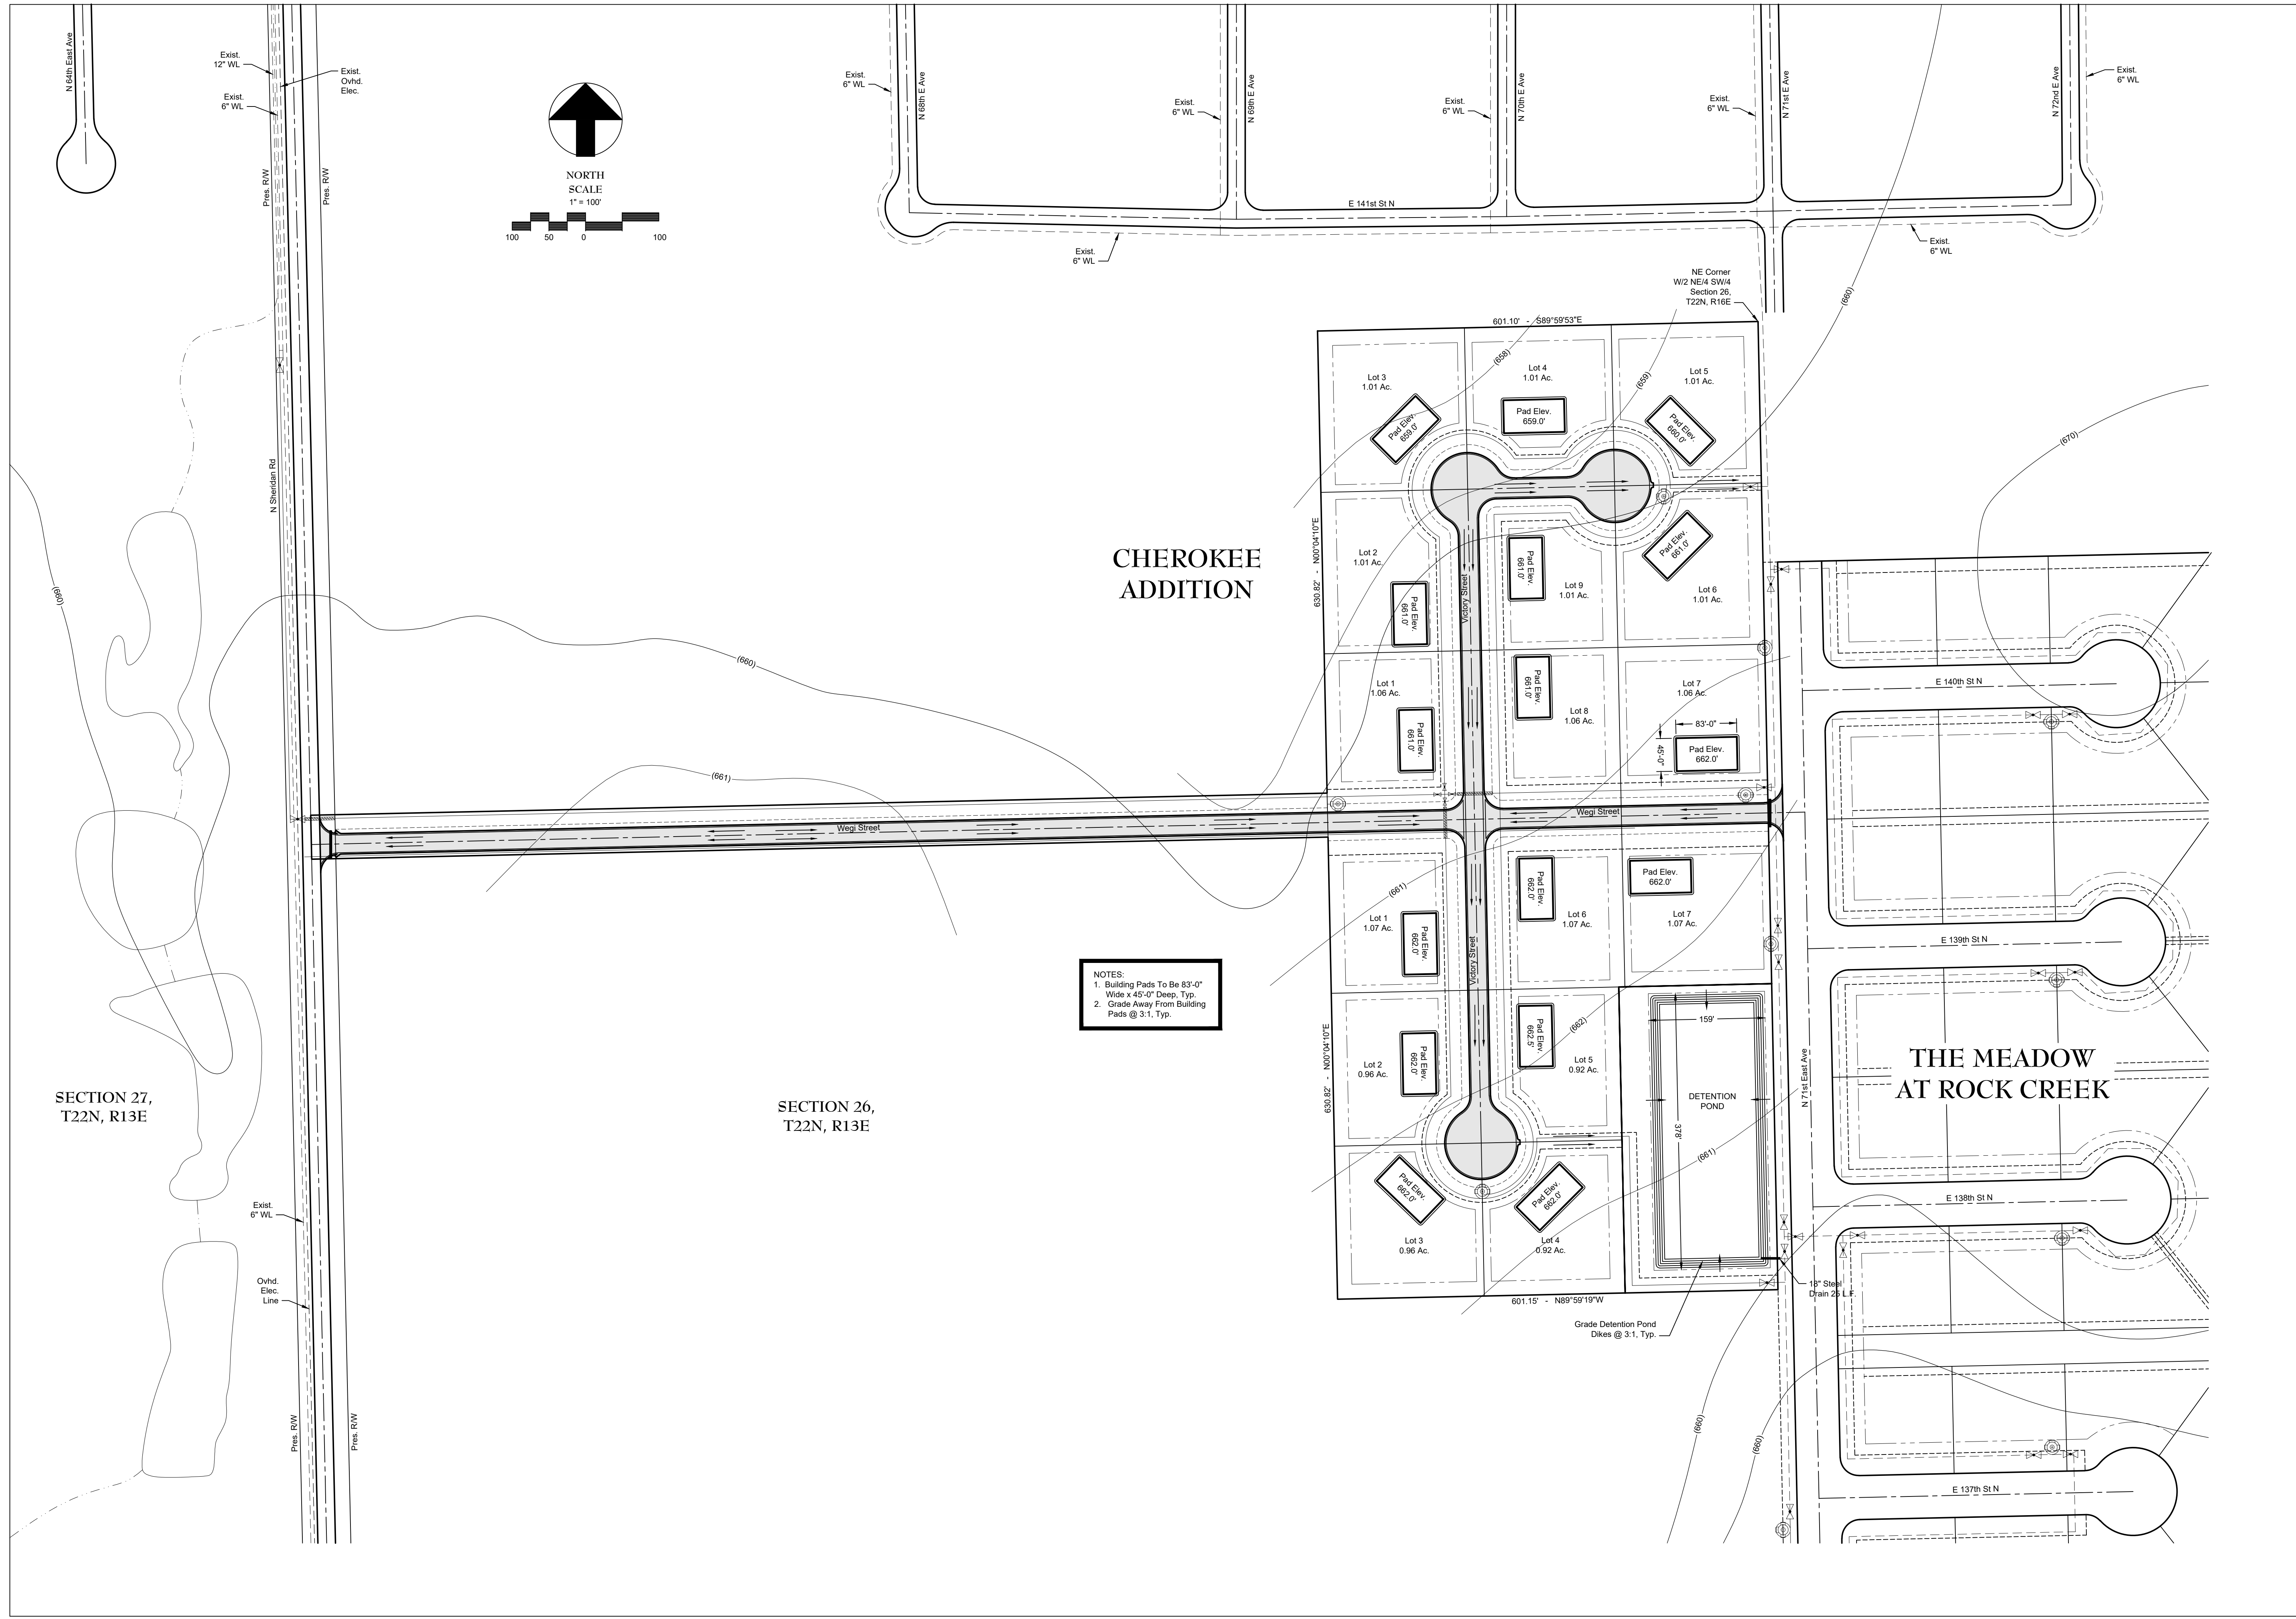 N 64th East Ave
Exist.
12" WL
Exist.
6" WL
Exist.
Ovhd.
Elec.
Pres. R/W
Pres. R/W
NORTH
SCALE
1" = 100'
100
50
0
100
Exist.
6" WL
N 68th E Ave
Exist.
6" WL
N 69th E Ave
Exist.
6" WL
N 70th E Ave
Exist.
6" WL
N 71st E Ave
N 72nd E Ave
Exist.
6" WL
E 141st St N
Exist.
6" WL
Exist.
6" WL
NE Corner
W/2 NE/4 SW/4
Section 26,
T22N, R16E
(660)
601.10' - S89°59'53"E
(658)
(659)
Lot 3
1.01 Ac.
Lot 4
1.01 Ac.
Lot 5
1.01 Ac.
Pad Elev.
659.0'
Pad Elev.
659.0'
Pad Elev.
660.0'
(670)
N Sheridan Rd
(660)
CHEROKEE
ADDITION
630.82' - N00°04'10"E
Lot 2
1.01 Ac.
Pad Elev.
661.0'
Victory Street
Pad Elev.
661.0'
Lot 9
1.01 Ac.
Pad Elev.
661.0'
Lot 6
1.01 Ac.
(660)
(661)
Lot 1
1.06 Ac.
Pad Elev.
661.0'
Pad Elev.
661.0'
Lot 8
1.06 Ac.
Lot 7
1.06 Ac.
83'-0"
45'-0"
Pad Elev.
662.0'
E 140th St N
Wegi Street
Wegi Street
(661)
Lot 1
1.07 Ac.
Pad Elev.
662.0'
Pad Elev.
662.0'
Lot 6
1.07 Ac.
Pad Elev.
662.0'
Lot 7
1.07 Ac.
E 139th St N
Victory Street
NOTES:
1. Building Pads To Be 83'-0"
Wide x 45'-0" Deep, Typ.
2. Grade Away From Building
Pads @ 3:1, Typ.
630.82' - N00°04'10"E
Lot 2
0.96 Ac.
Pad Elev.
662.0'
Pad Elev.
662.5'
(662)
Lot 5
0.92 Ac.
159'
378'
DETENTION
POND
(661)
N 71st East Ave
THE MEADOW
AT ROCK CREEK
SECTION 27,
T22N, R13E
SECTION 26,
T22N, R13E
Pad Elev.
662.0'
Pad Elev.
662.0'
Lot 3
0.96 Ac.
Lot 4
0.92 Ac.
E 138th St N
Exist.
6" WL
Ovhd.
Elec.
Line
601.15' - N89°59'19"W
18" Steel
Drain 25 L.F.
Grade Detention Pond
Dikes @ 3:1, Typ.
Pres. R/W
Pres. R/W
(660)
(660)
E 137th St N